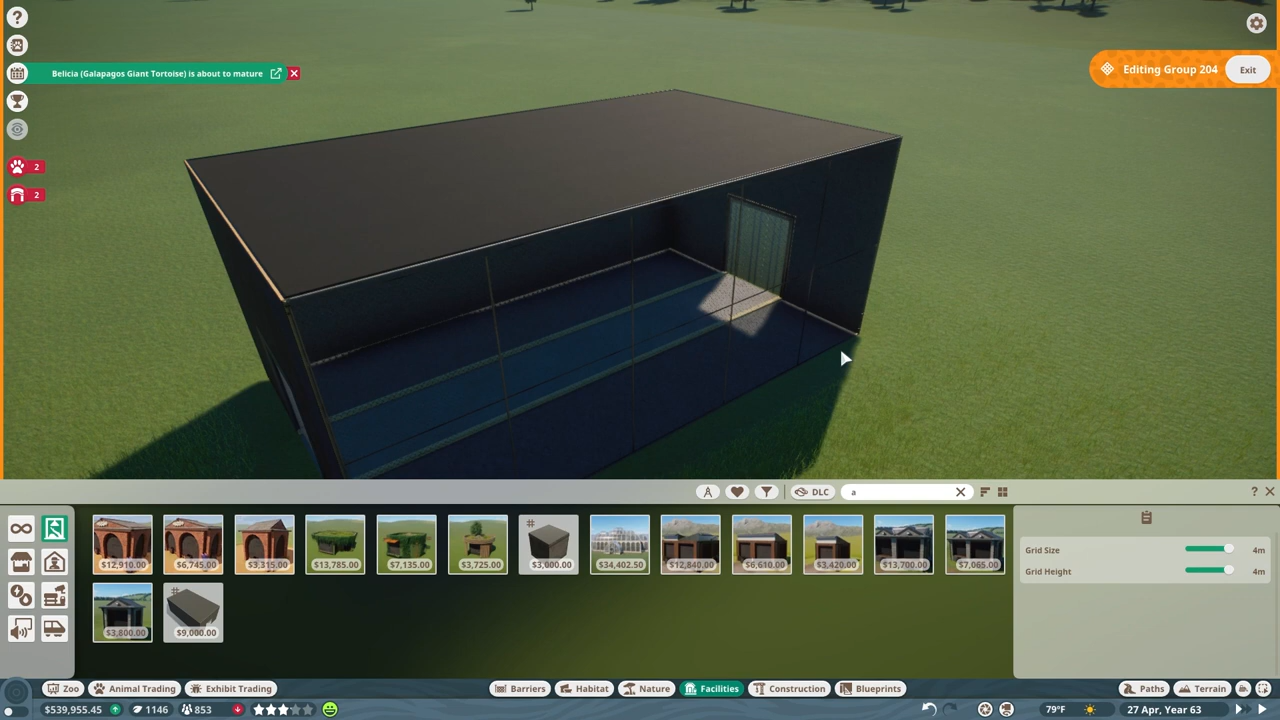 ?
Belicia (Galapagos Giant Tortoise) is about to mature
Editing Group 204
Exit
2
2
DLC
a
?
$12,910.00
$6,745.00
$3,315.00
$13,785.00
$7,135.00
$3,725.00
#
$3,000.00
$34,402.50
$12,840.00
$6,610.00
$3,420.00
$13,700.00
$7,065.00
$3,800.00
#
$9,000.00
Grid Size
4m
Grid Height
4m
Zoo
Animal Trading
Exhibit Trading
Barriers
Habitat
Nature
Facilities
Construction
Blueprints
Paths
Terrain
$539,955.45
1146
853
79°F
27 Apr, Year 63